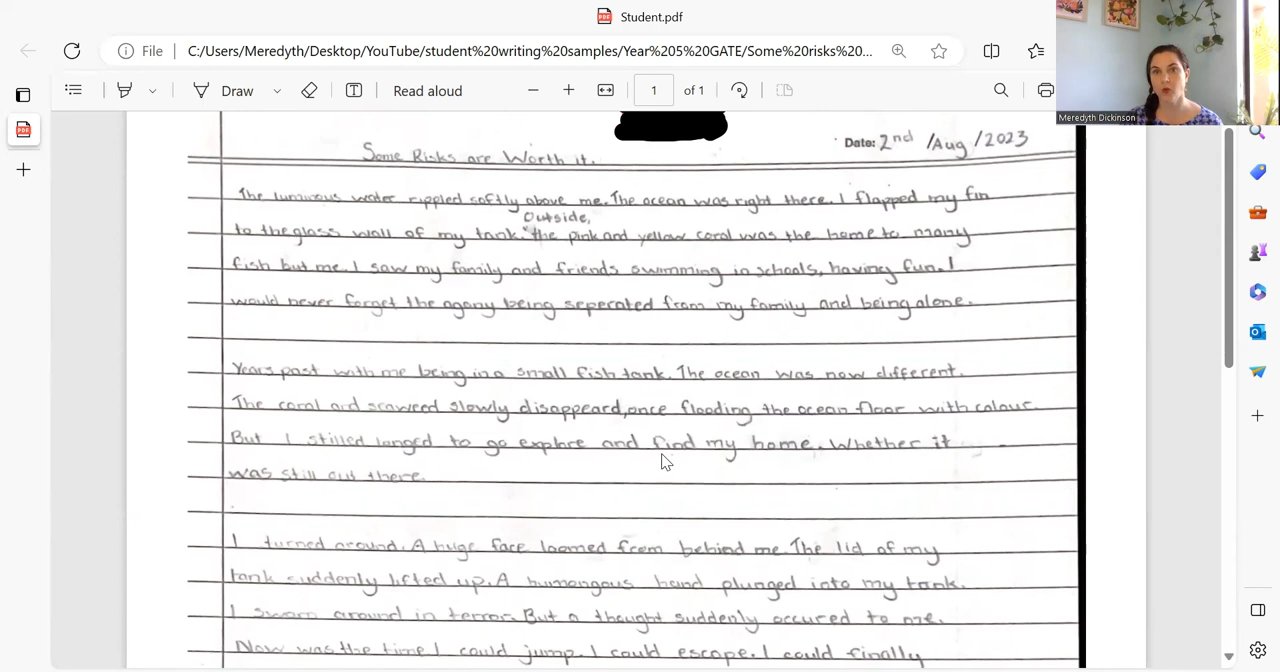 Student.pdf
File C:/Users/Meredyth/Desktop/YouTube/student%20writing%20samples/Year%205%20GATE/Some%20risks%20...
Draw Read aloud 1 of 1
Meredyth Dickinson
Date: 2nd /Aug /2023
Some Risks are Worth it.
The luminous water rippled softly above me. The ocean was right there. I flapped my fin
Outside,
to the glass wall of my tank. the pink and yellow coral was the home to many
fish but me. I saw my family and friends swimming in schools, having fun. I
would never forget the agony being seperated from my family and being alone.
Years past with me being in a small fish tank. The ocean was now different.
The coral and seaweed slowly disappeared, once flooding the ocean floor with colour.
But I stilled longed to go explore and find my home. Whether it
was still out there.
I turned around. A huge face loomed from behind me. The lid of my
tank suddenly lifted up. A humongous hand plunged into my tank.
I swam around in terror. But a thought suddenly occured to me.
Now was the time I could jump. I could escape. I could finally